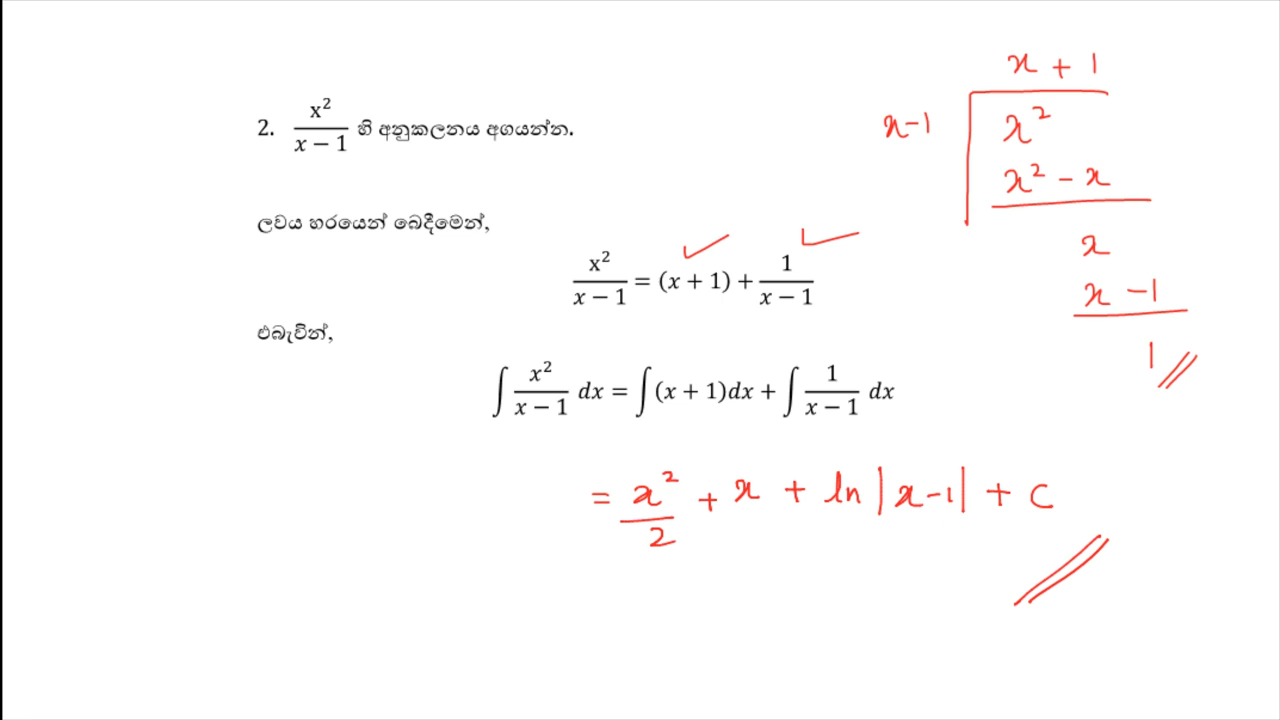 2. x²/(x − 1) හි අනුකලනය අගයන්න.
ලවය හරයෙන් බෙදීමෙන්,
x²/(x − 1) = (x + 1) + 1/(x − 1)
එබැවින්,
∫ x²/(x − 1) dx = ∫(x + 1)dx + ∫ 1/(x − 1) dx
= x²/2 + x + ln|x-1| + c
x + 1
x-1
x²
x² - x
x
x - 1
1